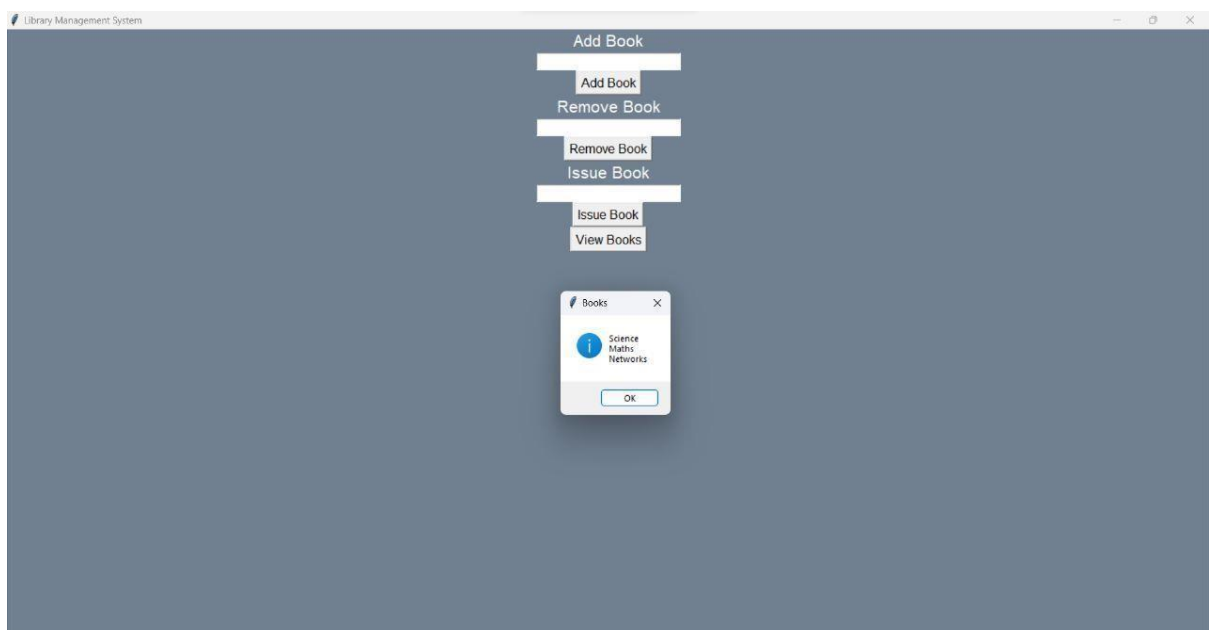 Library Management System
Add Book
Add Book
Remove Book
Remove Book
Issue Book
Issue Book
View Books
Books
Science
Maths
Networks
OK